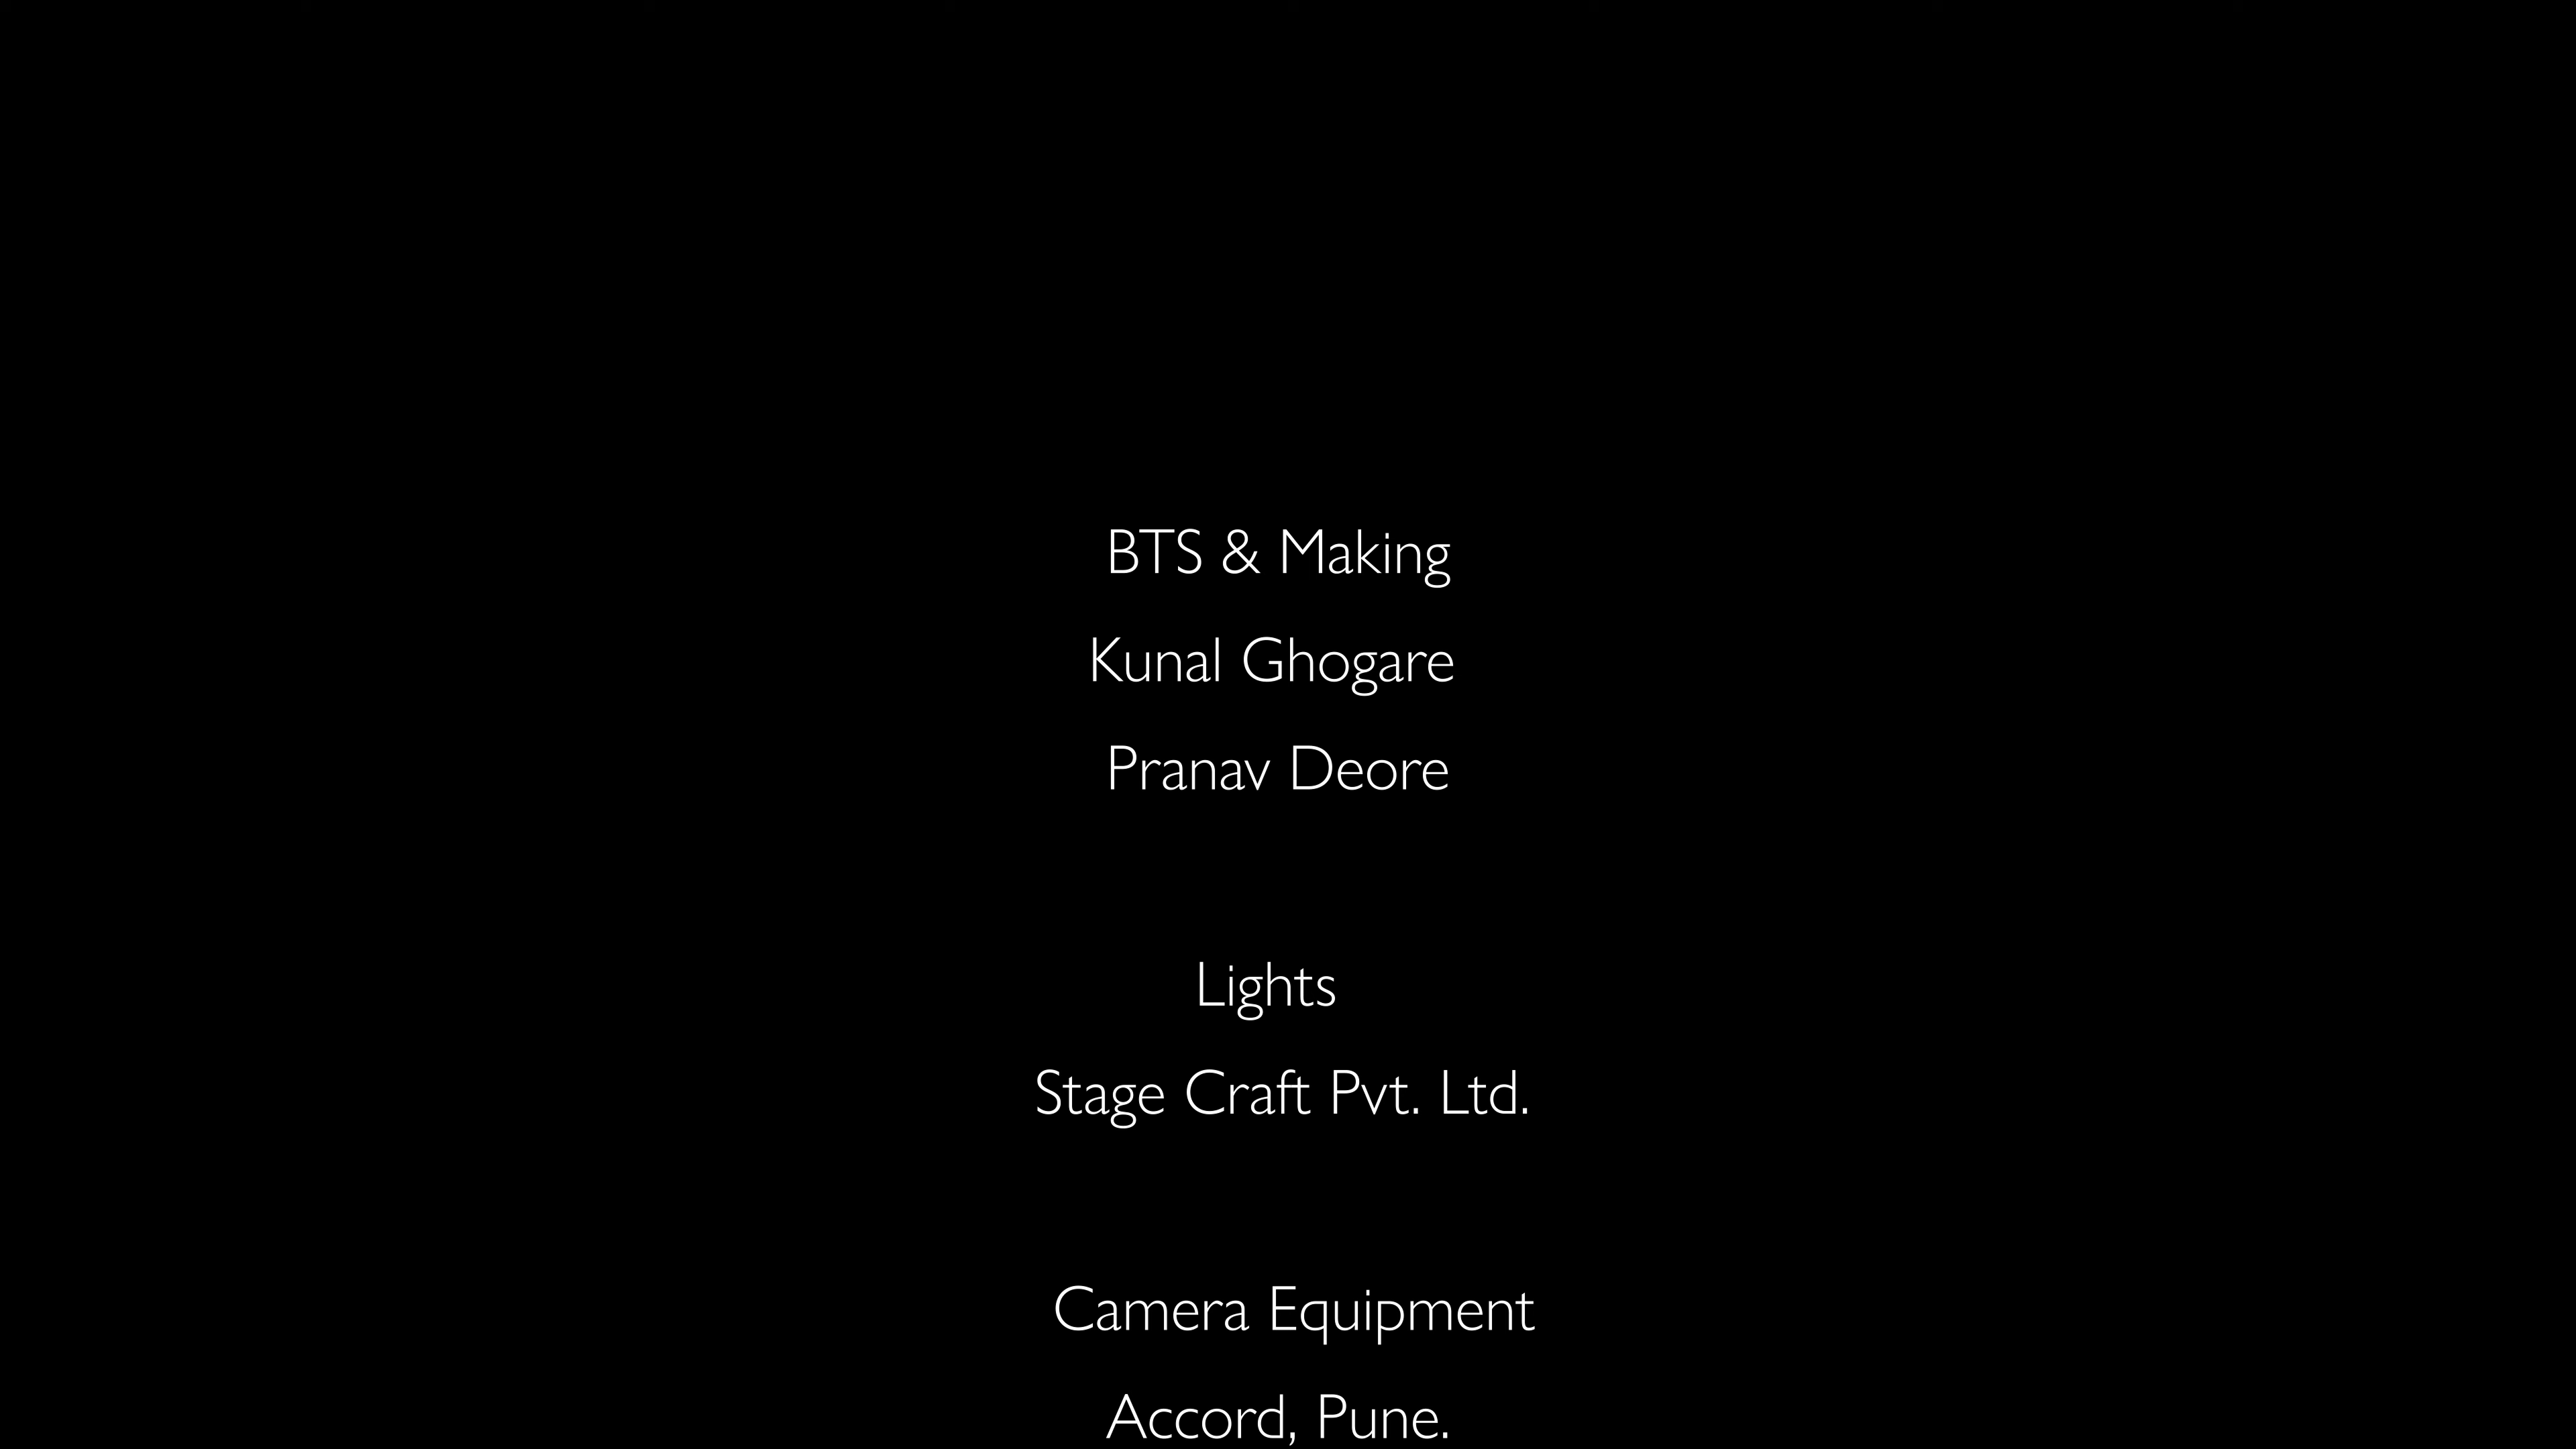 BTS & Making
Kunal Ghogare
Pranav Deore
Lights
Stage Craft Pvt. Ltd.
Camera Equipment
Accord, Pune.